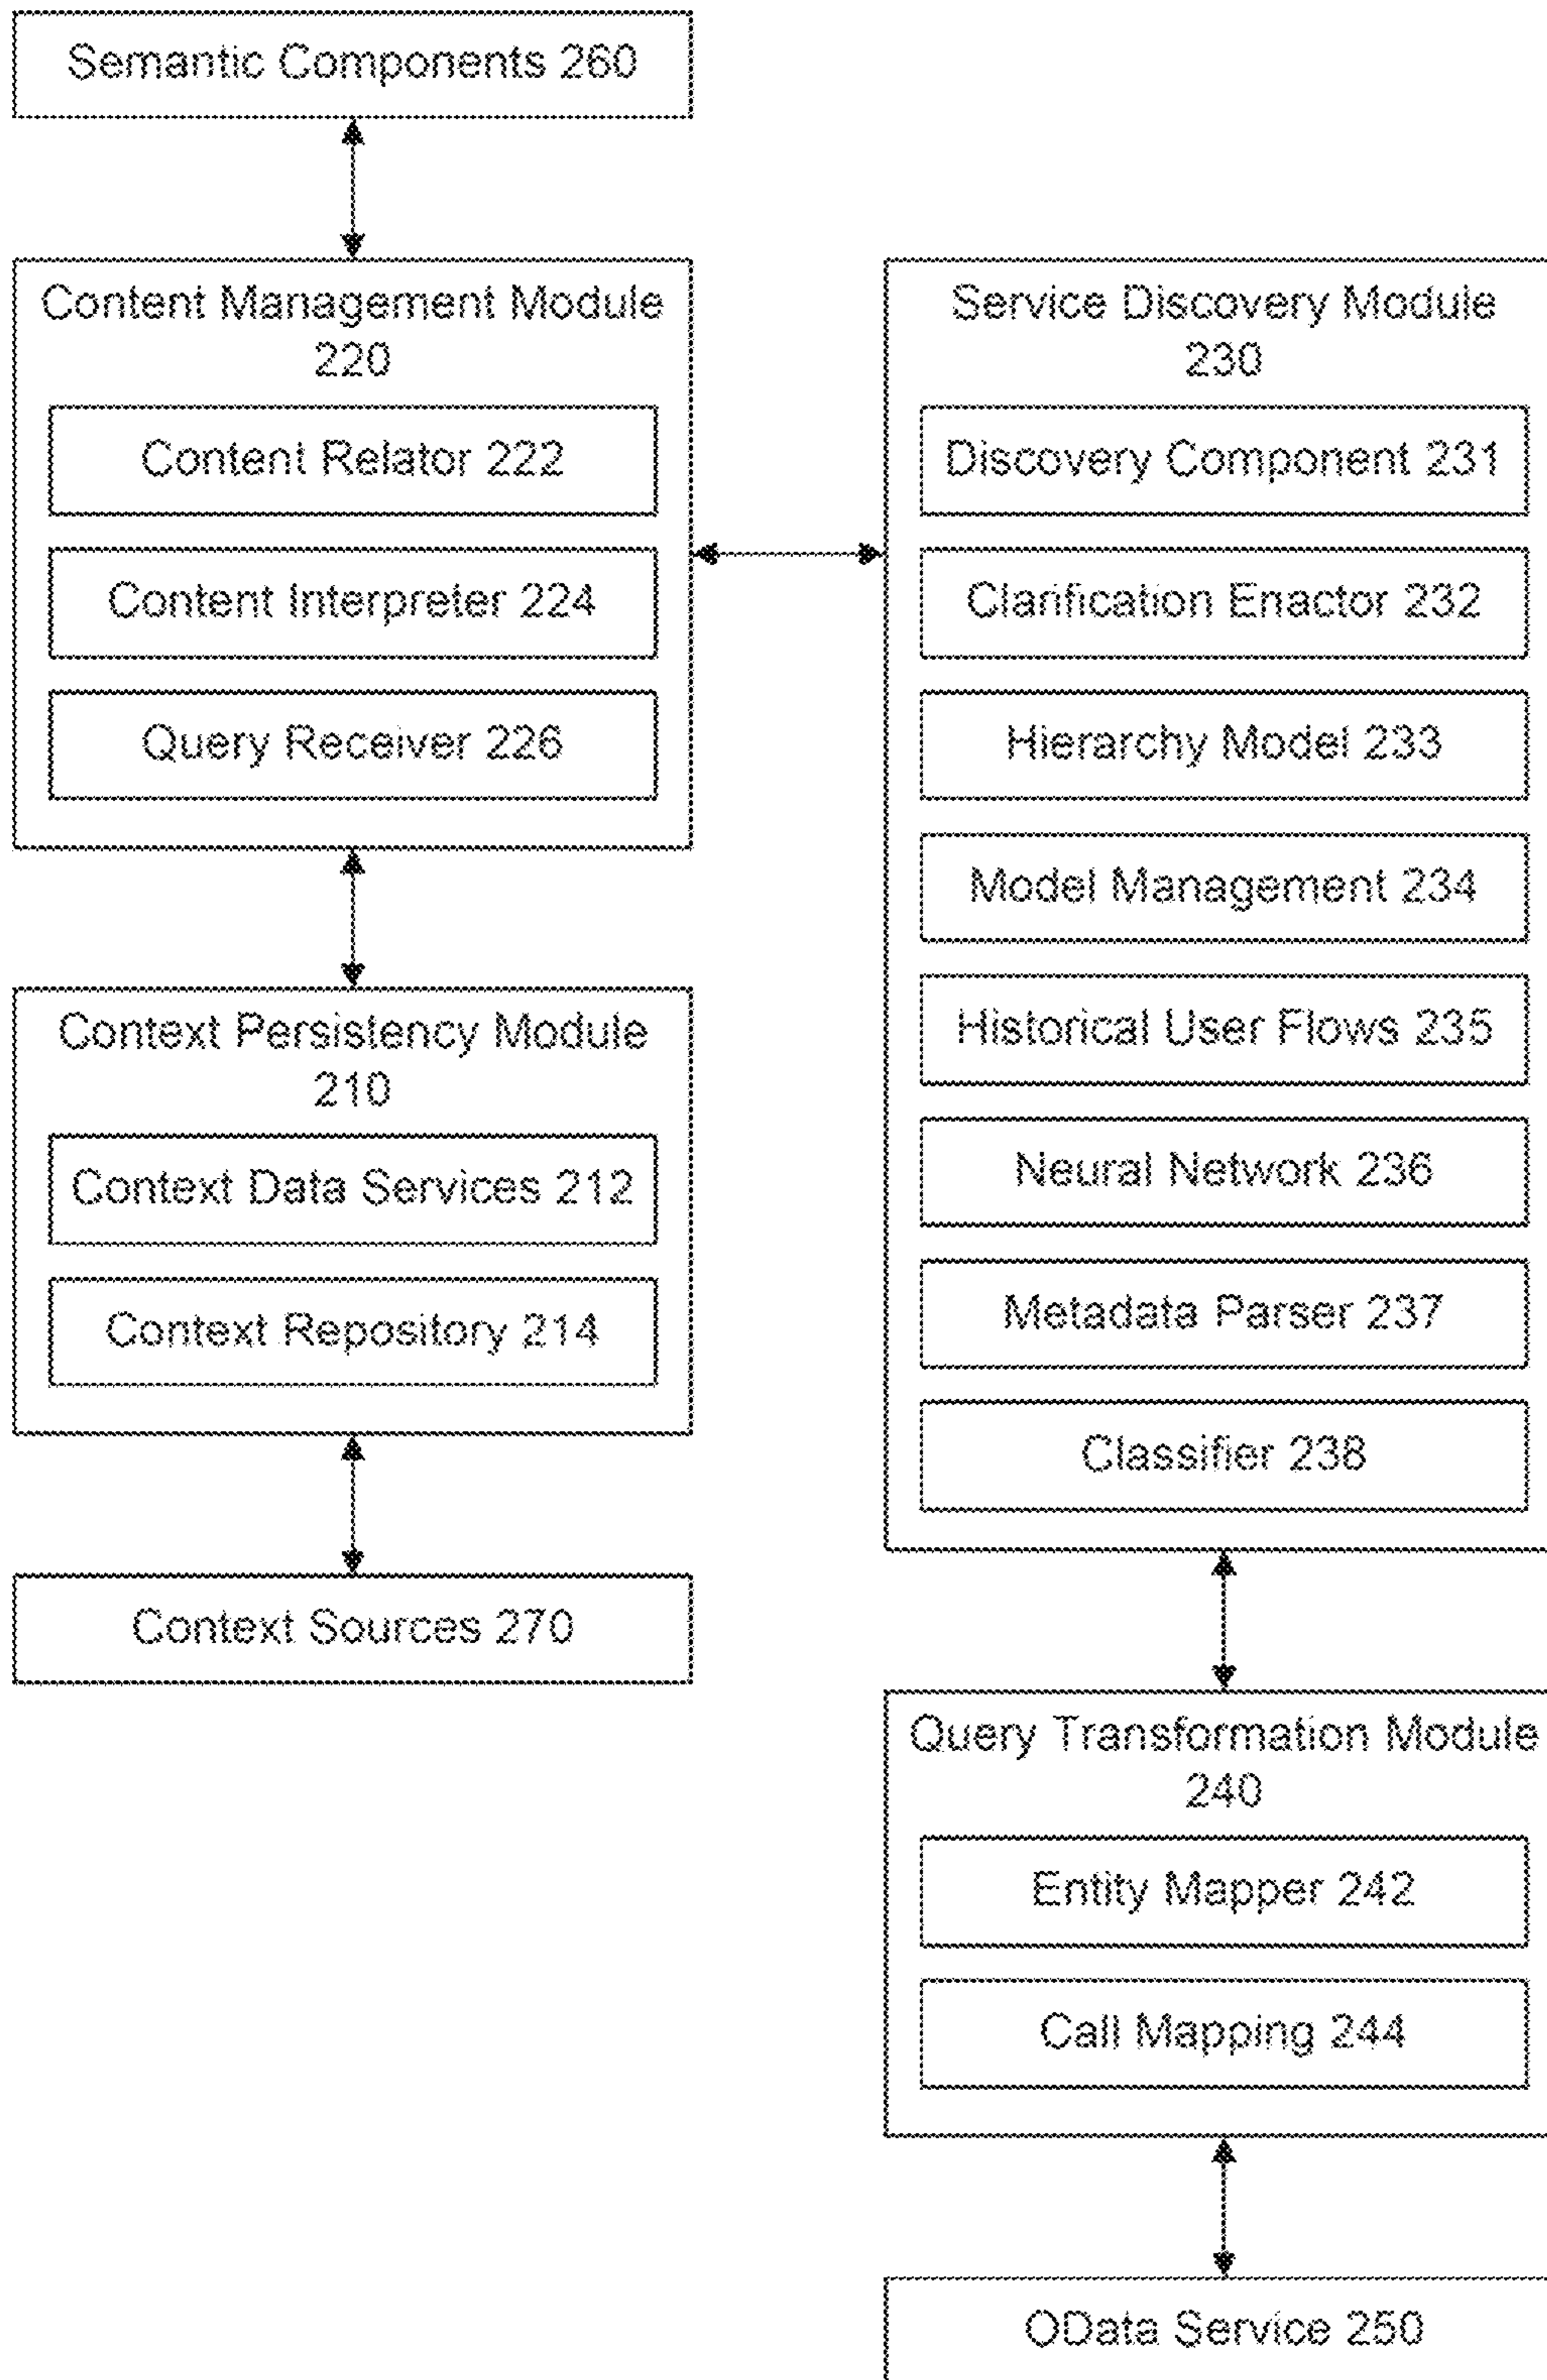 Semantic Components 260
Content Management Module
220
Content Relator 222
Content Interpreter 224
Query Receiver 226
Context Persistency Module
210
Context Data Services 212
Context Repository 214
Context Sources 270
Service Discovery Module
230
Discovery Component 231
Clarification Enactor 232
Hierarchy Model 233
Model Management 234
Historical User Flows 235
Neural Network 236
Metadata Parser 237
Classifier 238
Query Transformation Module
240
Entity Mapper 242
Call Mapping 244
OData Service 250